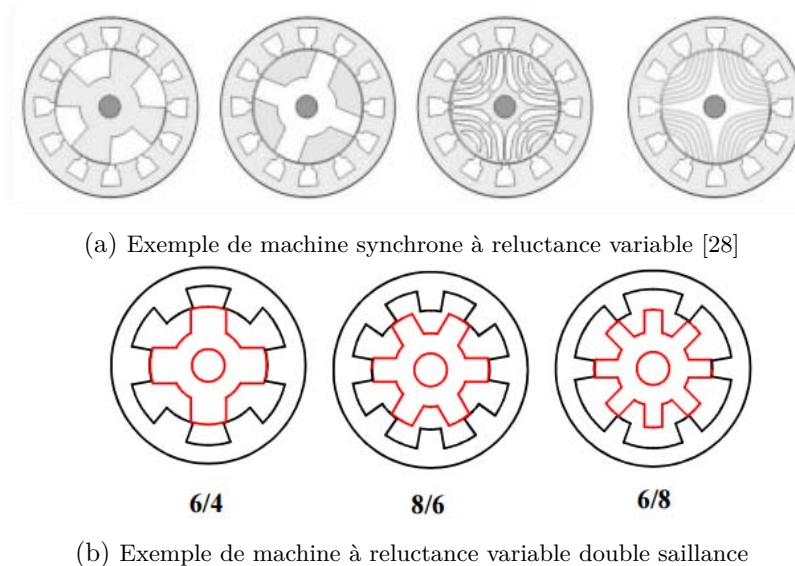 (a) Exemple de machine synchrone à reluctance variable [28]
6/4
8/6
6/8
(b) Exemple de machine à reluctance variable double saillance